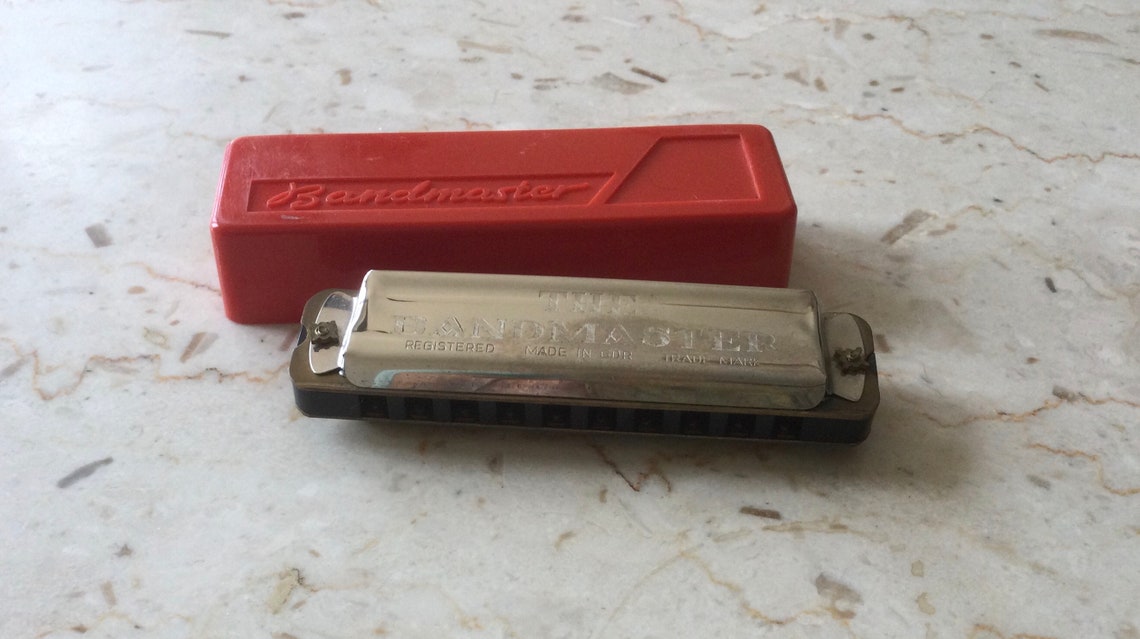 Bandmaster
THE
BANDMASTER
REGISTERED MADE IN GDR TRADE MARK